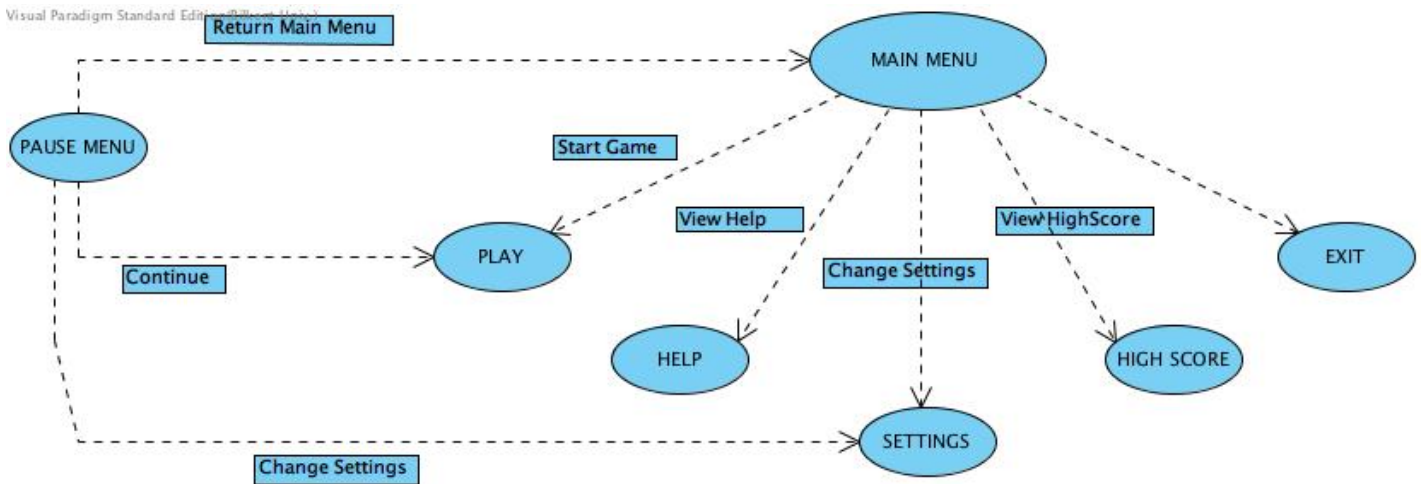 Visual Paradigm Standard Edition
Return Main Menu
MAIN MENU
PAUSE MENU
Start Game
View Help
View HighScore
PLAY
EXIT
Continue
Change Settings
HELP
HIGH SCORE
SETTINGS
Change Settings